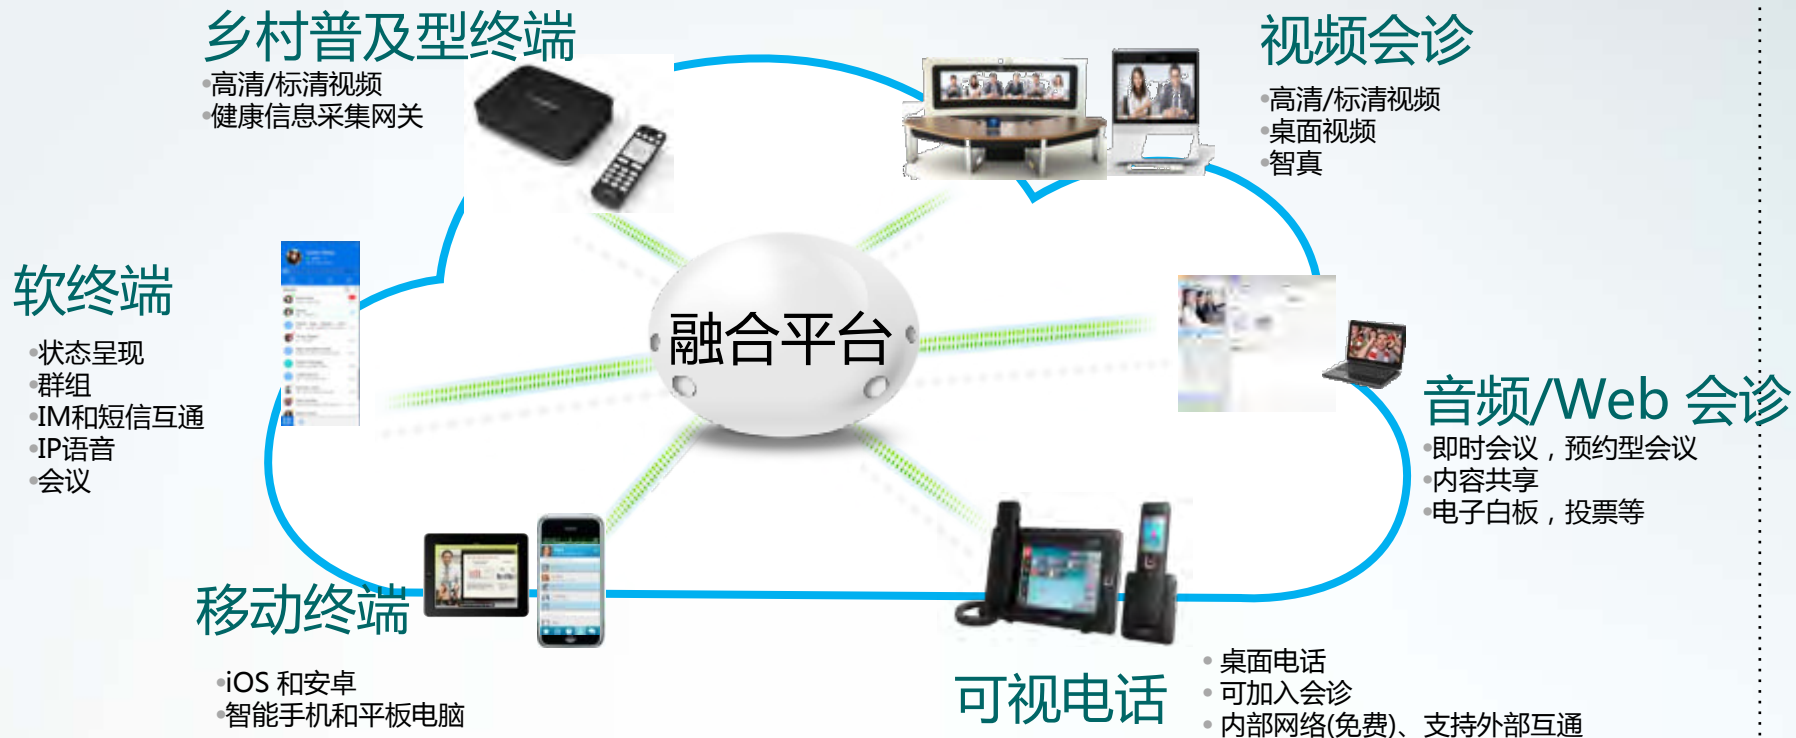 乡村普及型终端
•高清/标清视频
•健康信息采集网关
视频会诊
•高清/标清视频
•桌面视频
•智真
软终端
•状态呈现
•群组
•IM和短信互通
•IP语音
•会议
融合平台
音频/Web 会诊
•即时会议，预约型会议
•内容共享
•电子白板，投票等
移动终端
•iOS 和安卓
•智能手机和平板电脑
可视电话
• 桌面电话
• 可加入会诊
• 内部网络(免费)、支持外部互通